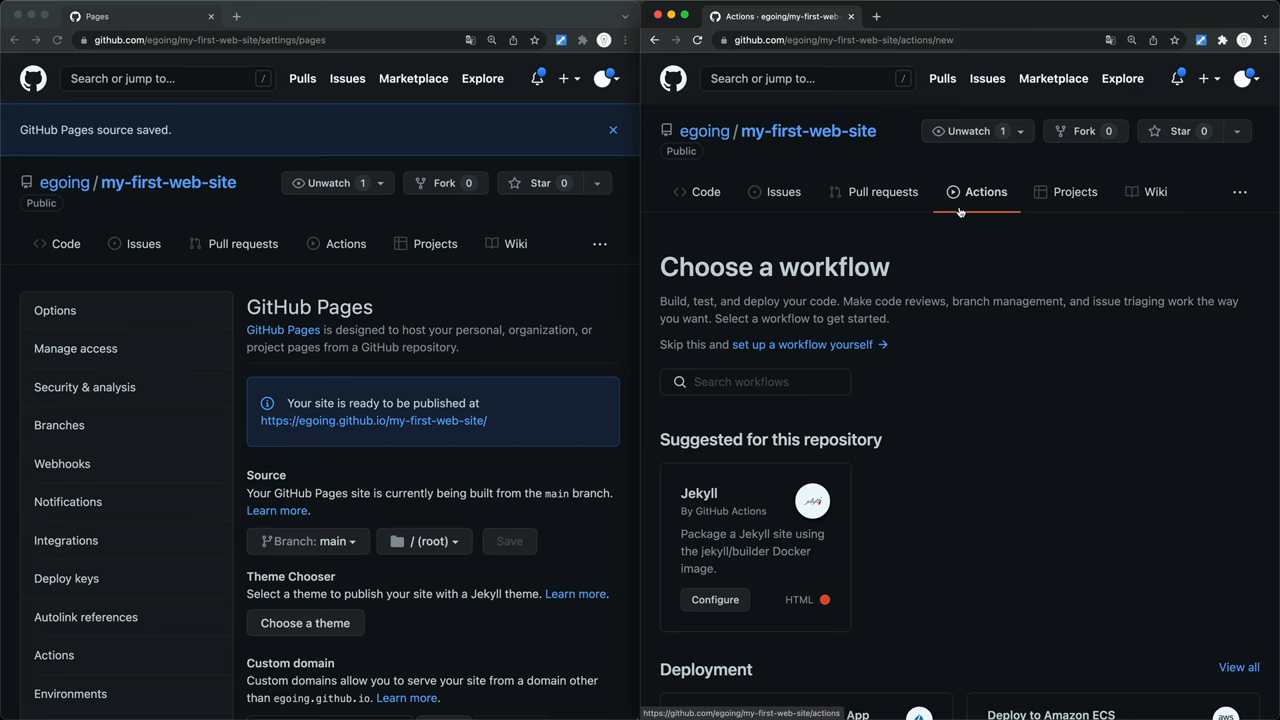 Pages
github.com/egoing/my-first-web-site/settings/pages
Search or jump to... /
Pulls Issues Marketplace Explore
GitHub Pages source saved.
egoing / my-first-web-site
Unwatch 1
Fork 0
Star 0
Public
Code Issues Pull requests Actions Projects Wiki
Options
Manage access
Security & analysis
Branches
Webhooks
Notifications
Integrations
Deploy keys
Autolink references
Actions
Environments
GitHub Pages
GitHub Pages is designed to host your personal, organization, or
project pages from a GitHub repository.
Your site is ready to be published at
https://egoing.github.io/my-first-web-site/
Source
Your GitHub Pages site is currently being built from the main branch.
Learn more.
Branch: main
/ (root)
Save
Theme Chooser
Select a theme to publish your site with a Jekyll theme. Learn more.
Choose a theme
Custom domain
Custom domains allow you to serve your site from a domain other
than egoing.github.io. Learn more.
Actions · egoing/my-first-web-
github.com/egoing/my-first-web-site/actions/new
Search or jump to... /
Pulls Issues Marketplace Explore
egoing / my-first-web-site
Unwatch 1
Fork 0
Star 0
Public
Code Issues Pull requests Actions Projects Wiki
Choose a workflow
Build, test, and deploy your code. Make code reviews, branch management, and issue triaging work the way
you want. Select a workflow to get started.
Skip this and set up a workflow yourself →
Search workflows
Suggested for this repository
Jekyll
By GitHub Actions
Package a Jekyll site using
the jekyll/builder Docker
image.
Configure
HTML
Deployment
View all
App
Deploy to Amazon ECS
aws
https://github.com/egoing/my-first-web-site/actions